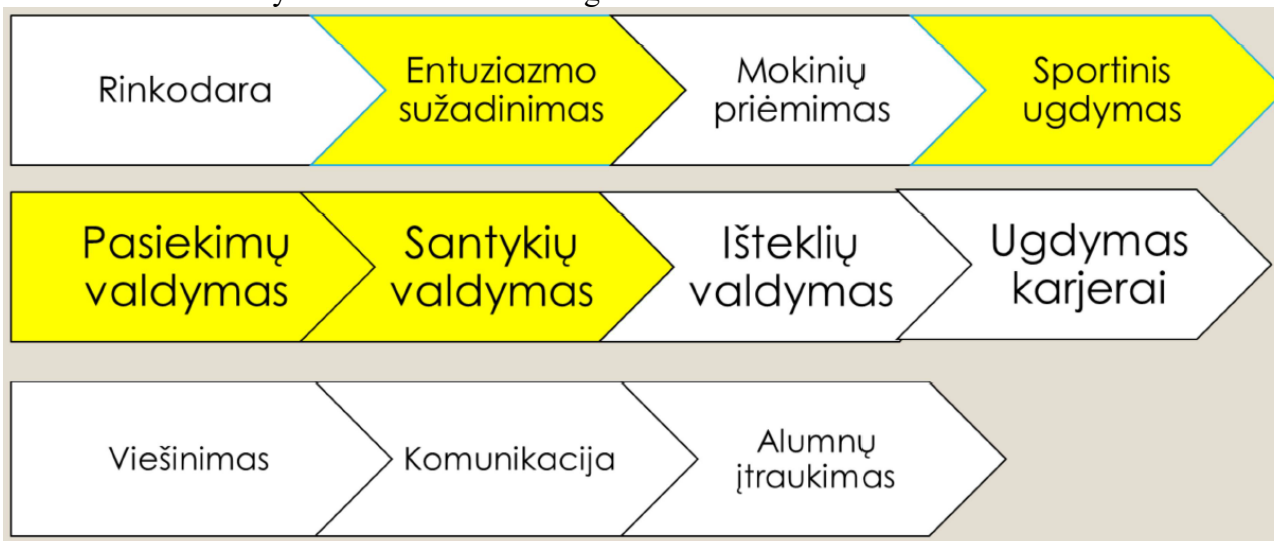 Rinkodara
Entuziazmo
sužadinimas
Mokinių
priėmimas
Sportinis
ugdymas
Pasiekimų
valdymas
Santykių
valdymas
Išteklių
valdymas
Ugdymas
karjerai
Viešinimas
Komunikacija
Alumnų
įtraukimas